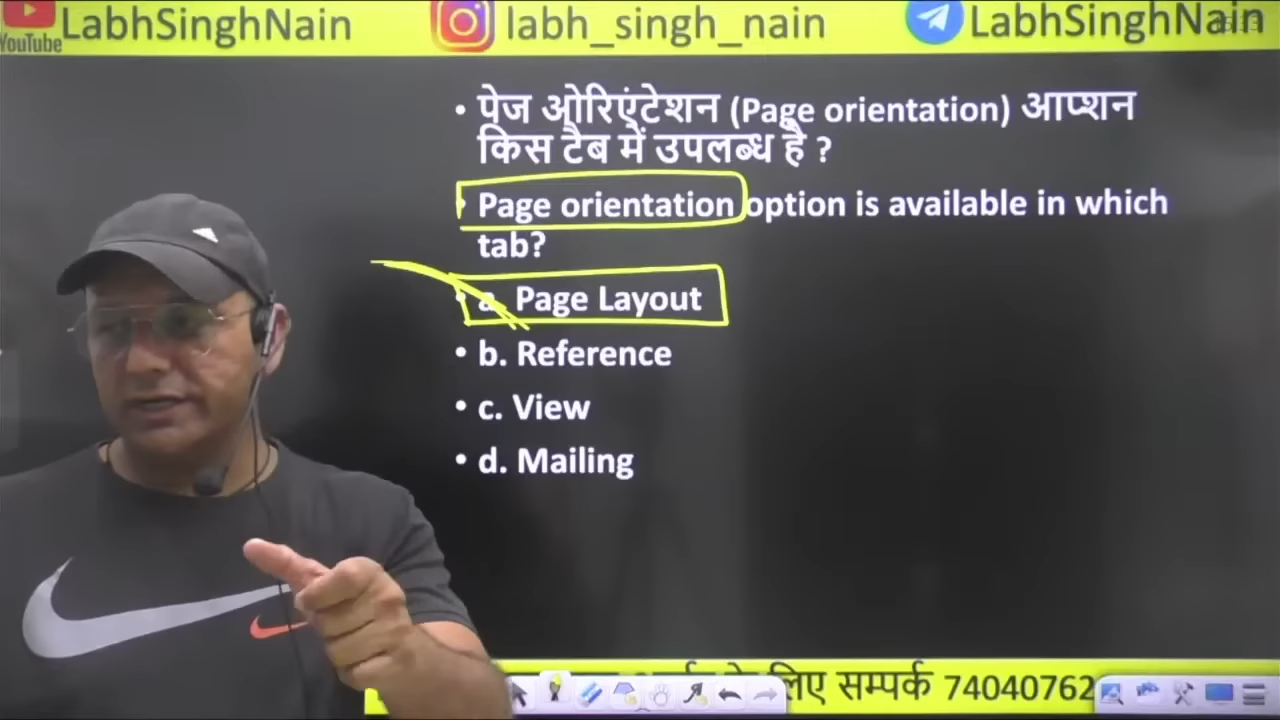 YouTube LabhSinghNain labh_singh_nain LabhSinghNain
• पेज ओरिएंटेशन (Page orientation) आप्शन
किस टैब में उपलब्ध है ?
• Page orientation option is available in which
tab?
• a. Page Layout
• b. Reference
• c. View
• d. Mailing
लिए सम्पर्क 74040762